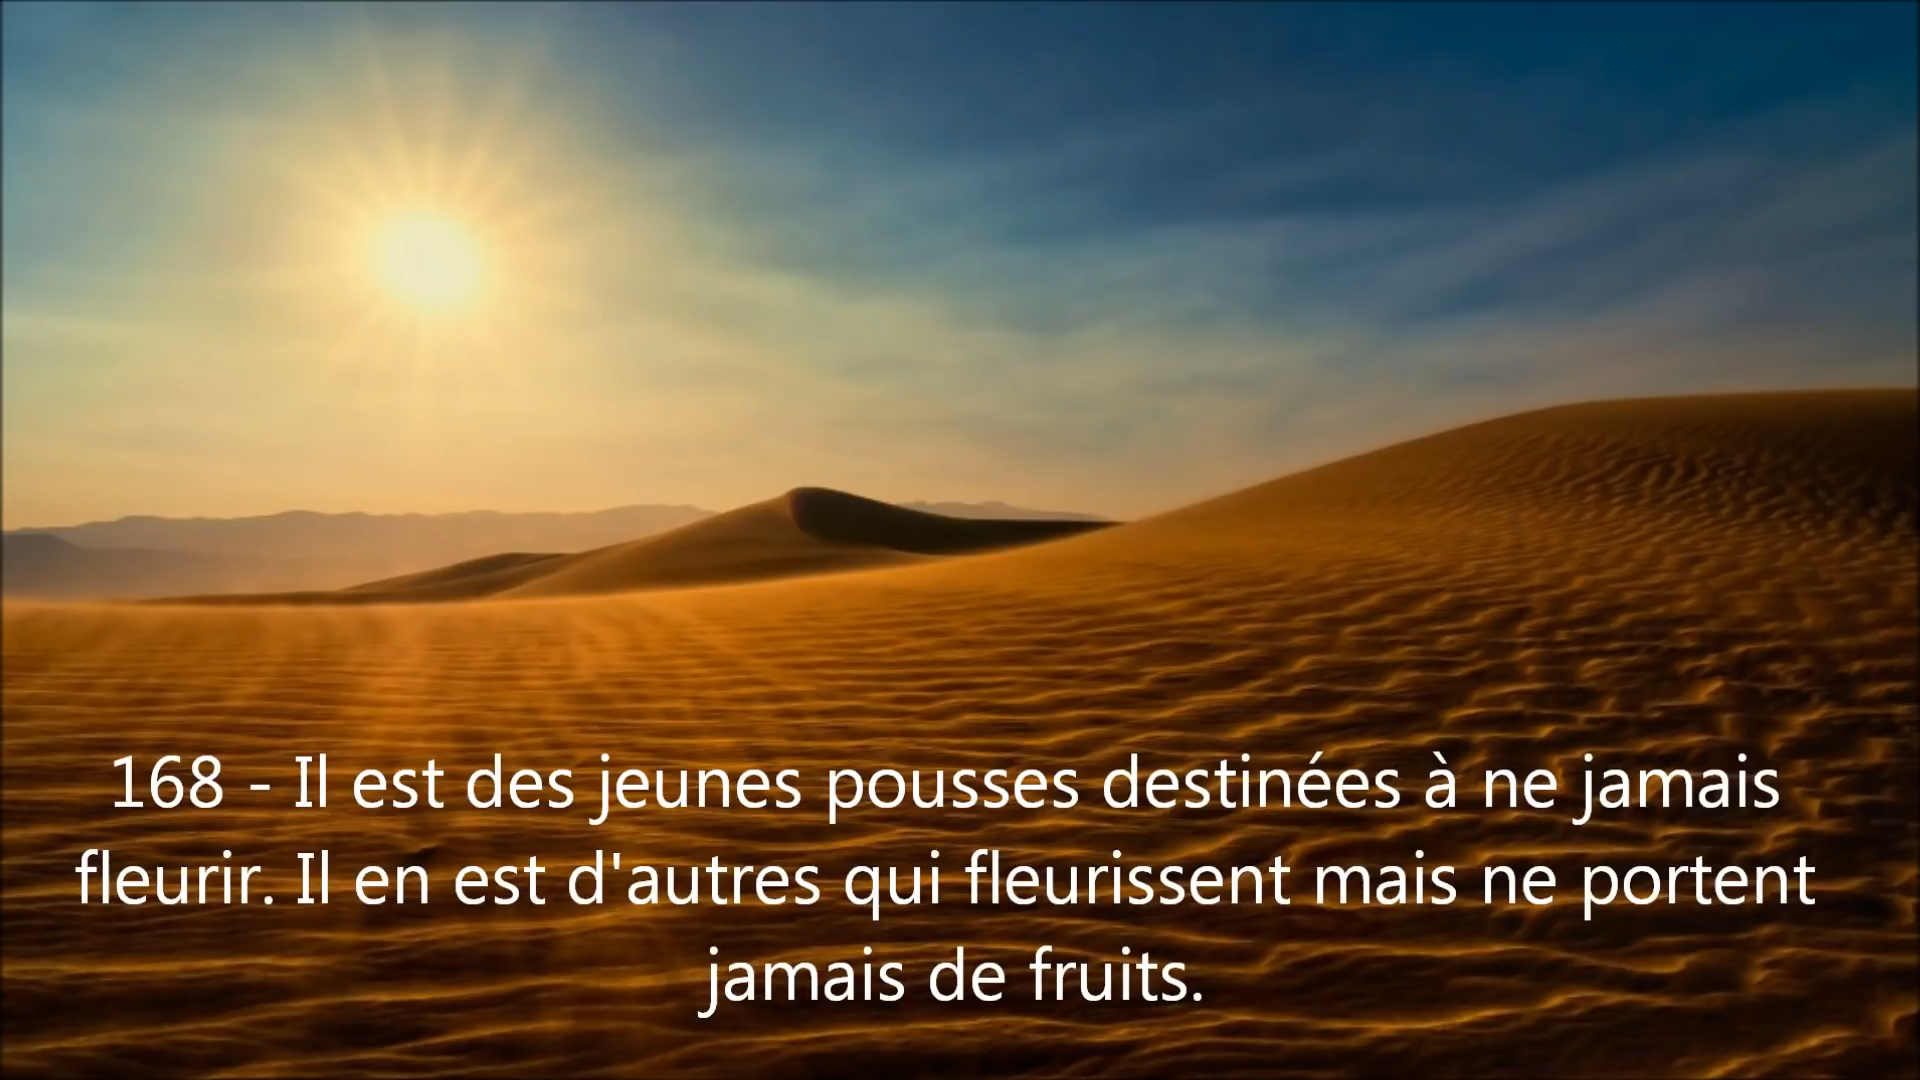 168 - Il est des jeunes pousses destinées à ne jamais
fleurir. Il en est d'autres qui fleurissent mais ne portent
jamais de fruits.